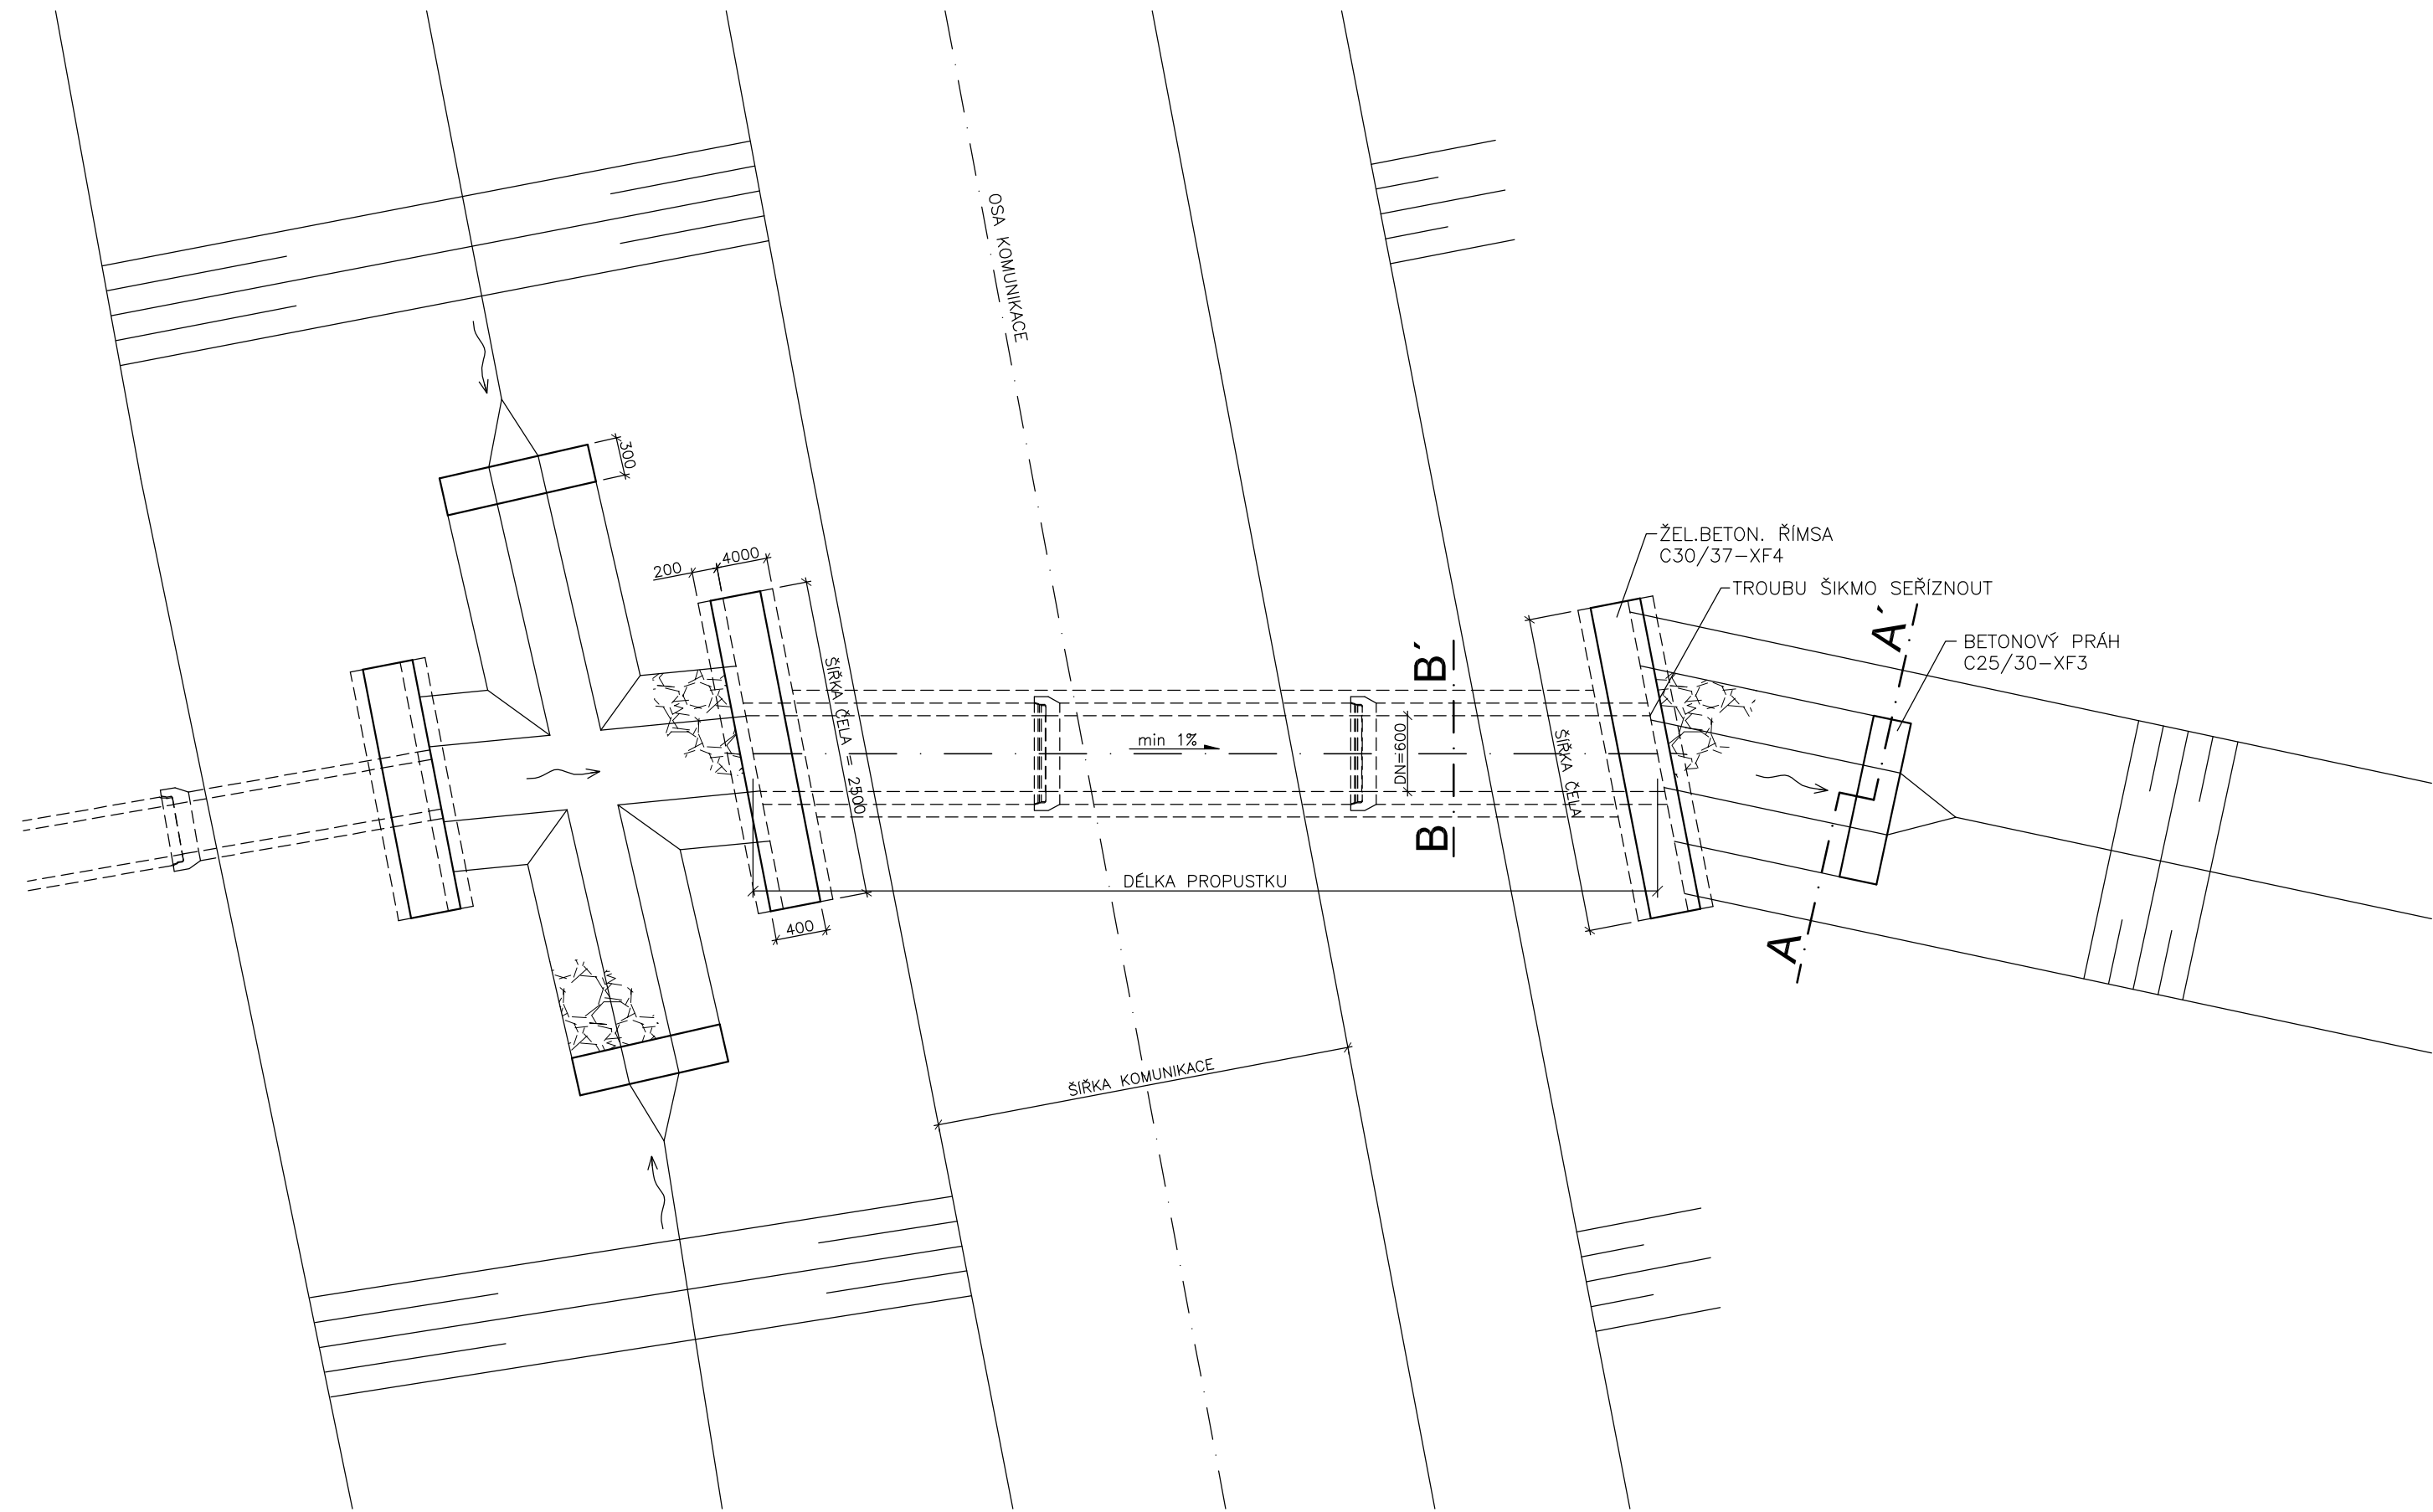 OSA KOMUNIKACE
300
200
4000
ŠÍŘKA ČELA = 2500
400
min 1%
DN=600
B´
B
DÉLKA PROPUSTKU
ŠÍŘKA KOMUNIKACE
ŠÍŘKA ČELA
ŽEL.BETON. ŘÍMSA
C30/37-XF4
TROUBU ŠIKMO SEŘÍZNOUT
A´
BETONOVÝ PRÁH
C25/30-XF3
A